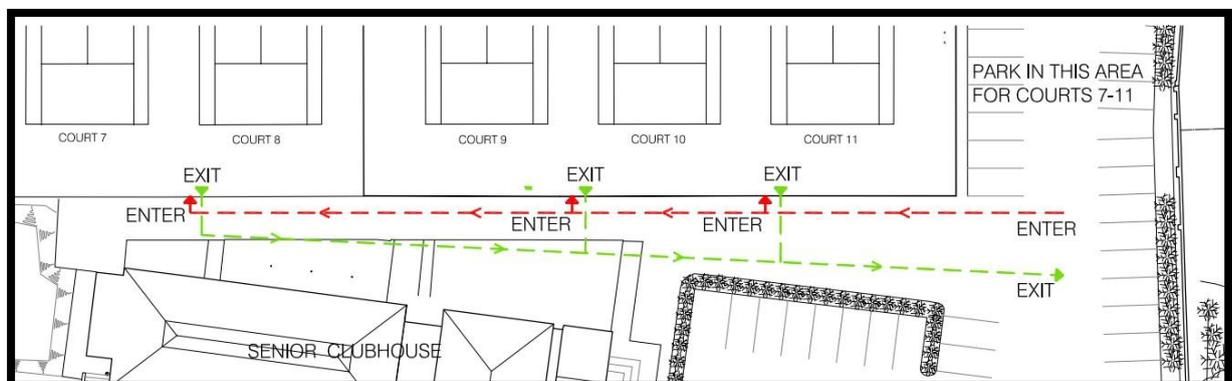 PARK IN THIS AREA
FOR COURTS 7-11
COURT 7
COURT 8
COURT 9
COURT 10
COURT 11
EXIT
EXIT
EXIT
ENTER
ENTER
ENTER
ENTER
EXIT
SENIOR CLUBHOUSE